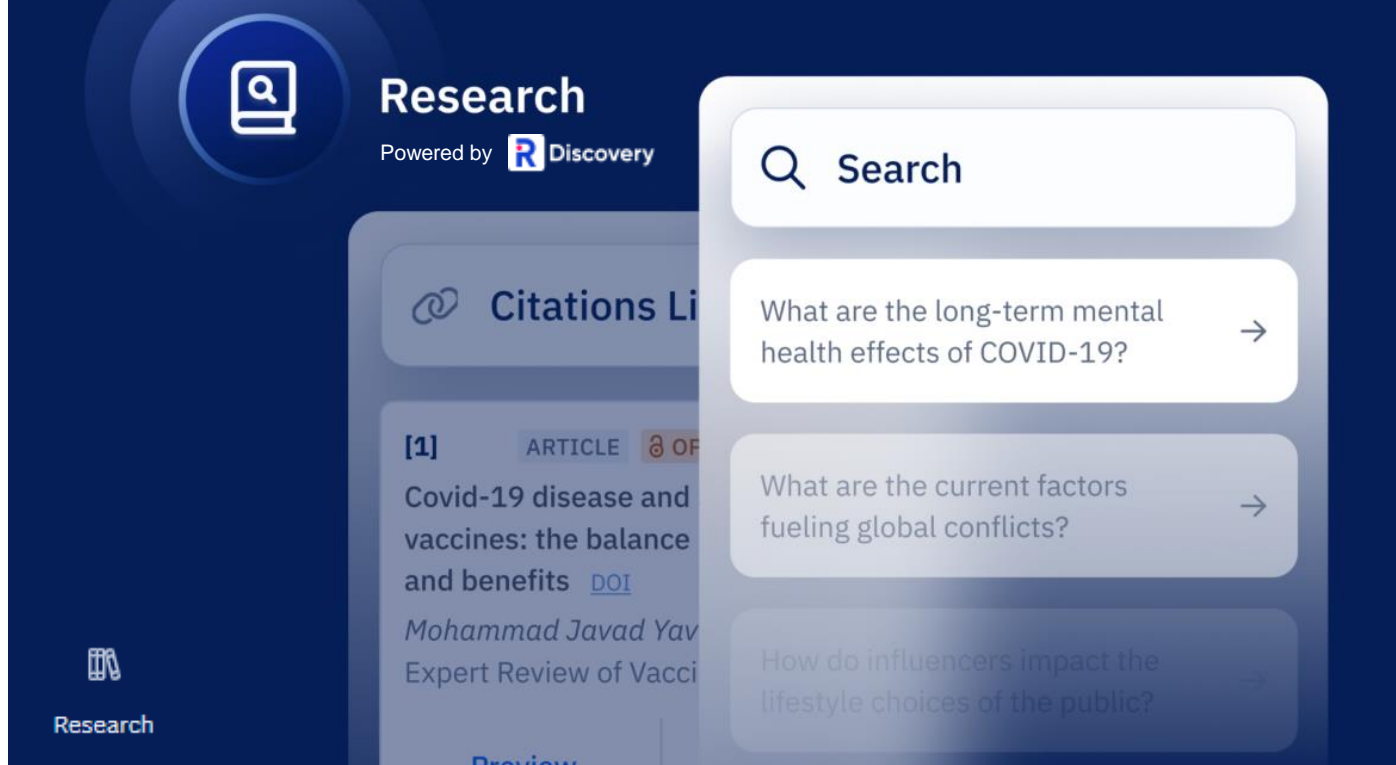 Research
Powered by R Discovery
Search
What are the long-term mental
health effects of COVID-19?
What are the current factors
fueling global conflicts?
How do influencers impact the
lifestyle choices of the public?
Citations Li
[1] ARTICLE OP
Covid-19 disease and
vaccines: the balance
and benefits DOI
Mohammad Javad Yav
Expert Review of Vacci
Preview
Research